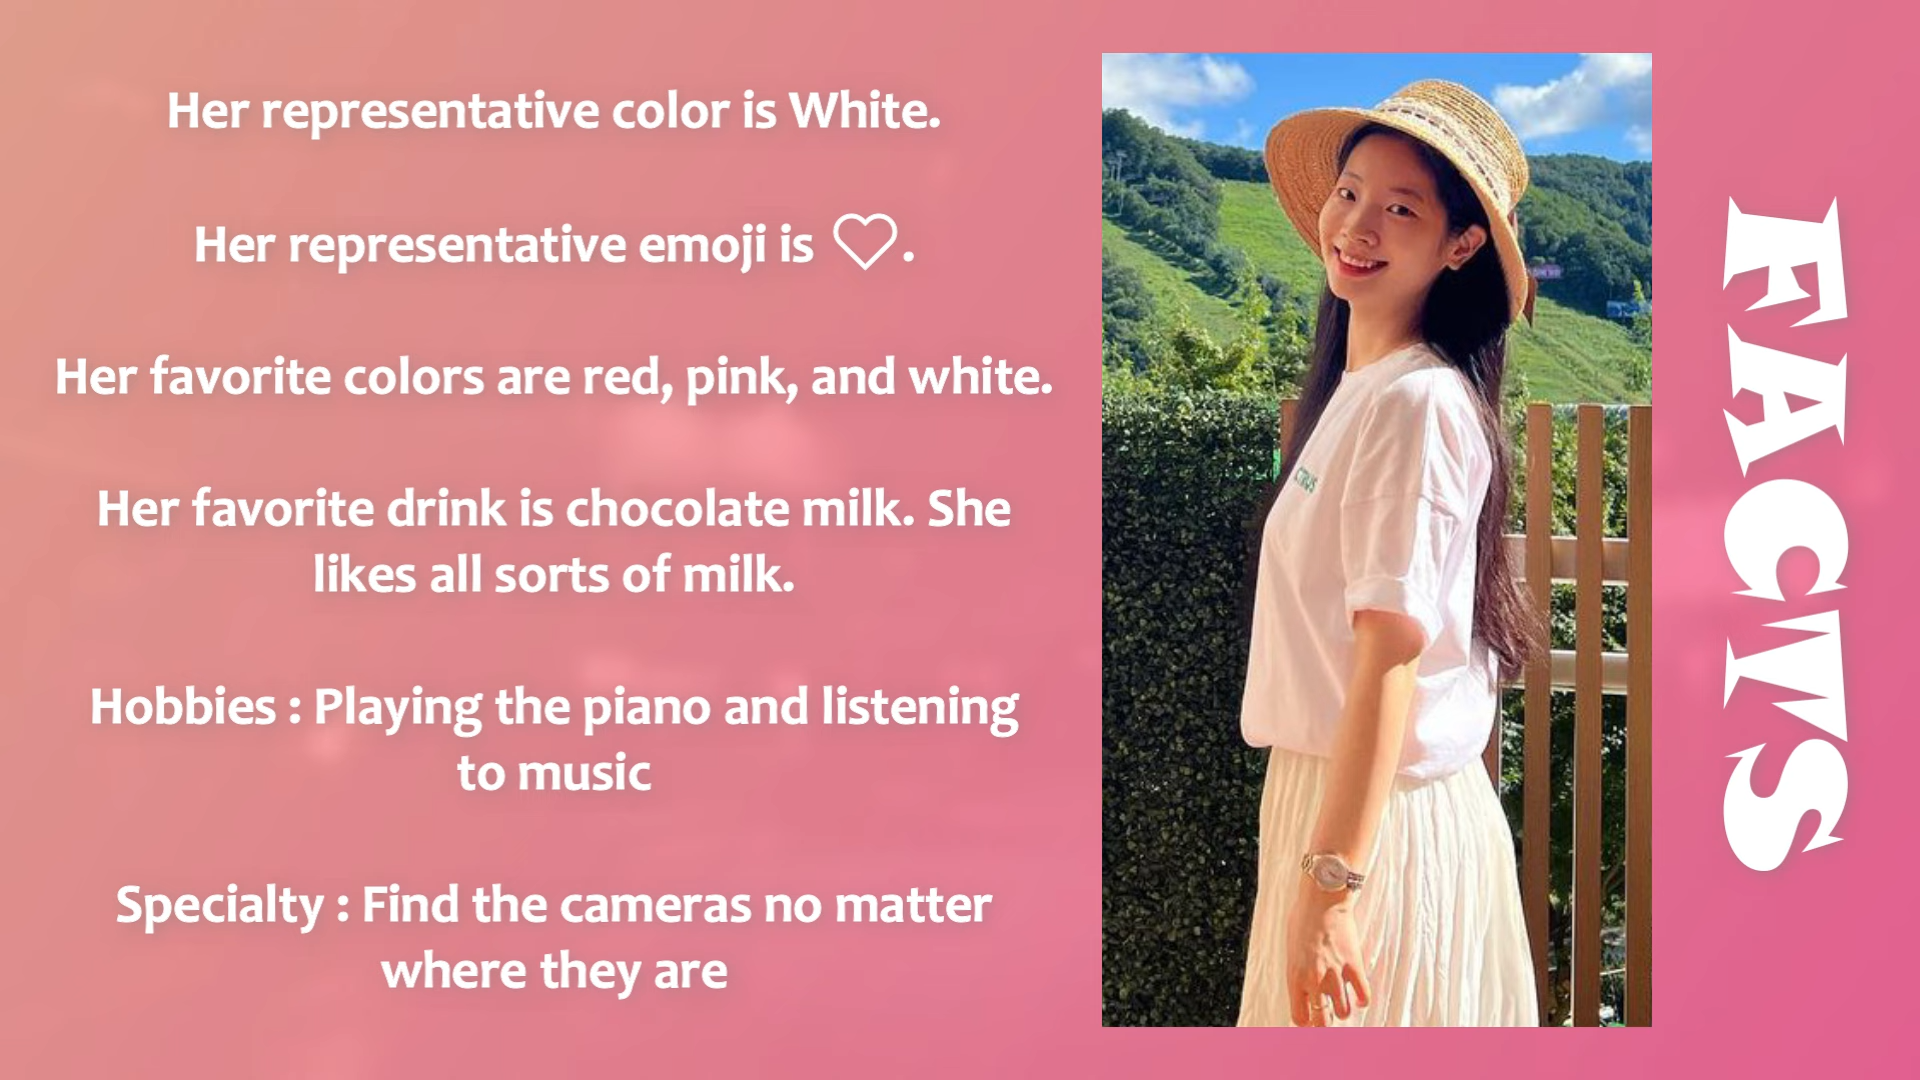 Her representative color is White.
Her representative emoji is ♡.
Her favorite colors are red, pink, and white.
Her favorite drink is chocolate milk. She
likes all sorts of milk.
Hobbies : Playing the piano and listening
to music
Specialty : Find the cameras no matter
where they are
FACTS